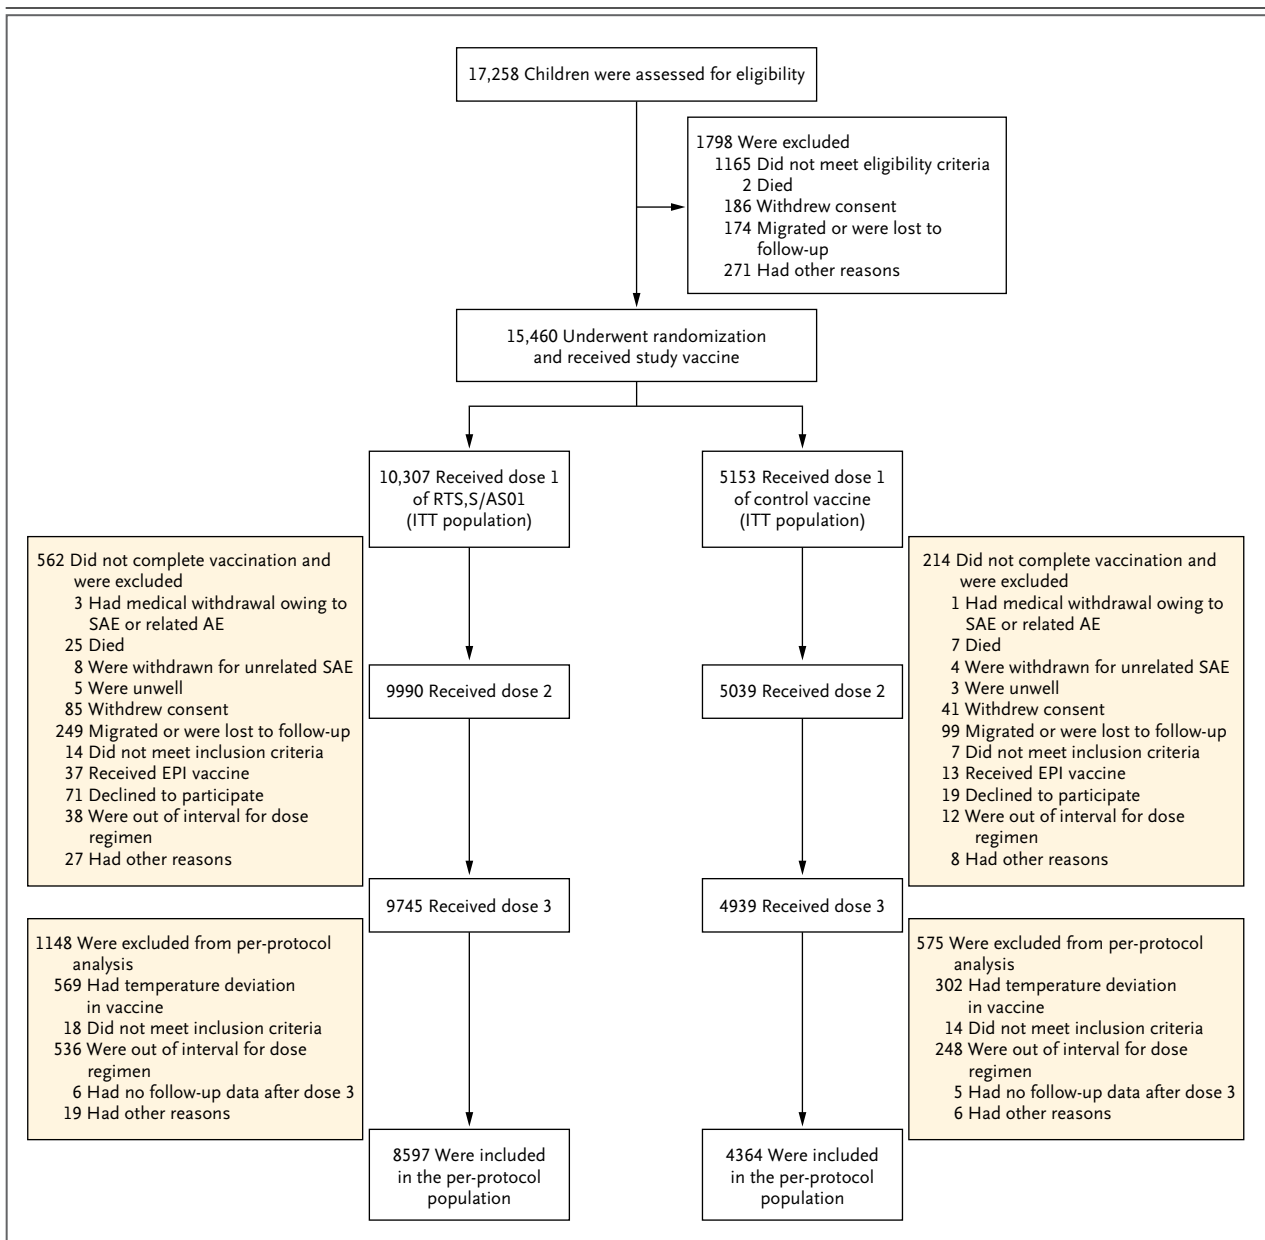 17,258 Children were assessed for eligibility
1798 Were excluded
1165 Did not meet eligibility criteria
2 Died
186 Withdrew consent
174 Migrated or were lost to
follow-up
271 Had other reasons
15,460 Underwent randomization
and received study vaccine
10,307 Received dose 1
of RTS,S/AS01
(ITT population)
5153 Received dose 1
of control vaccine
(ITT population)
562 Did not complete vaccination and
were excluded
3 Had medical withdrawal owing to
SAE or related AE
25 Died
8 Were withdrawn for unrelated SAE
5 Were unwell
85 Withdrew consent
249 Migrated or were lost to follow-up
14 Did not meet inclusion criteria
37 Received EPI vaccine
71 Declined to participate
38 Were out of interval for dose
regimen
27 Had other reasons
214 Did not complete vaccination and
were excluded
1 Had medical withdrawal owing to
SAE or related AE
7 Died
4 Were withdrawn for unrelated SAE
3 Were unwell
41 Withdrew consent
99 Migrated or were lost to follow-up
7 Did not meet inclusion criteria
13 Received EPI vaccine
19 Declined to participate
12 Were out of interval for dose
regimen
8 Had other reasons
9990 Received dose 2
5039 Received dose 2
9745 Received dose 3
4939 Received dose 3
1148 Were excluded from per-protocol
analysis
569 Had temperature deviation
in vaccine
18 Did not meet inclusion criteria
536 Were out of interval for dose
regimen
6 Had no follow-up data after dose 3
19 Had other reasons
575 Were excluded from per-protocol
analysis
302 Had temperature deviation
in vaccine
14 Did not meet inclusion criteria
248 Were out of interval for dose
regimen
5 Had no follow-up data after dose 3
6 Had other reasons
8597 Were included
in the per-protocol
population
4364 Were included
in the per-protocol
population